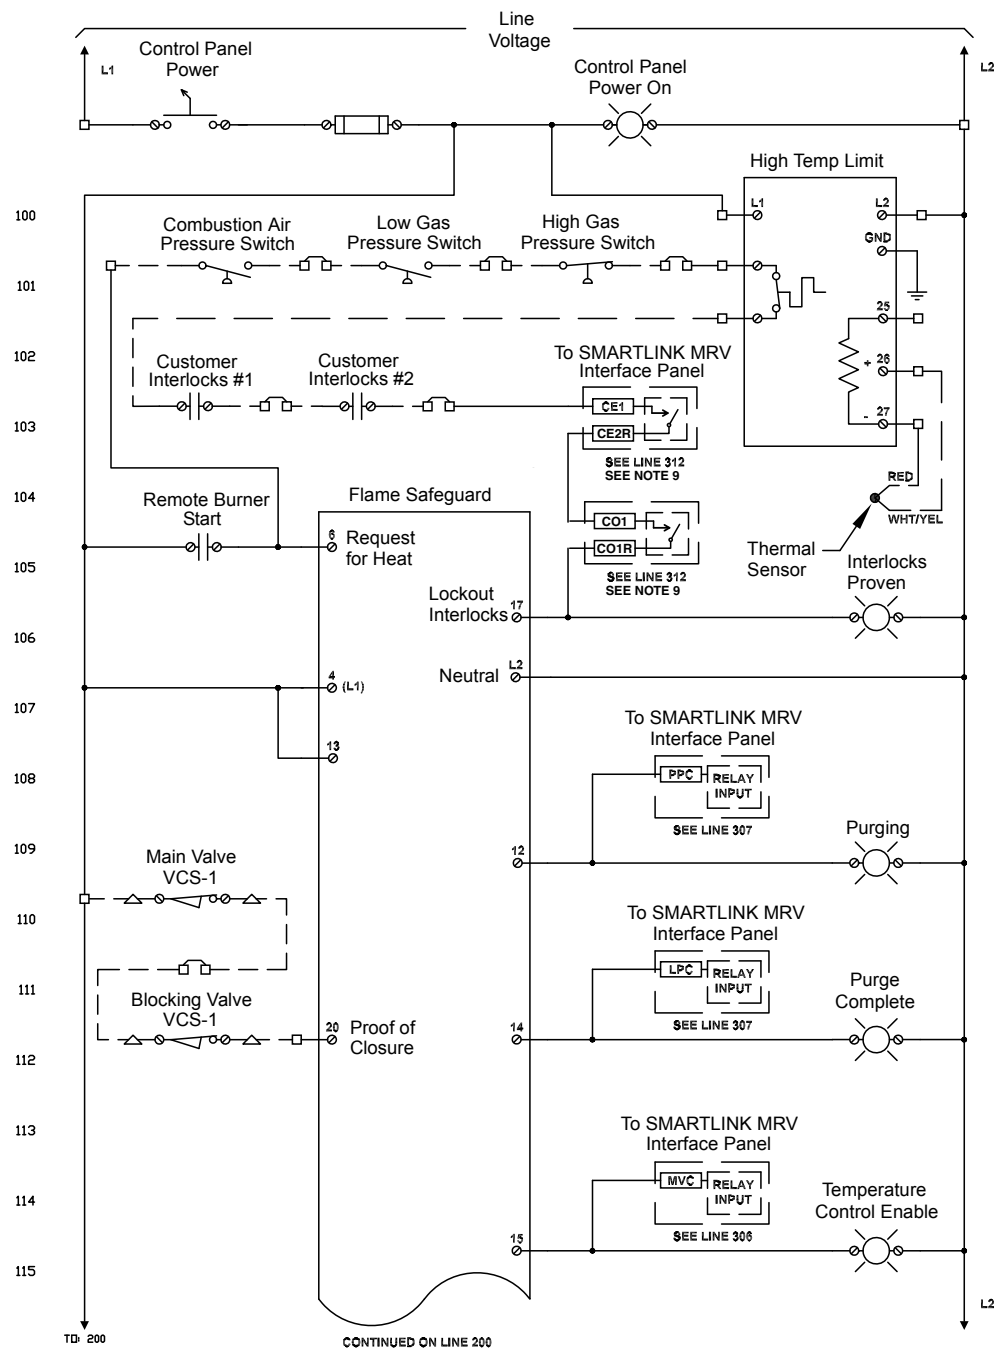 Line
Voltage
Control Panel
Power
L1
Control Panel
Power On
L2
High Temp Limit
100
L1
L2
Combustion Air
Pressure Switch
Low Gas
Pressure Switch
High Gas
Pressure Switch
GND
101
25
102
To SMARTLINK MRV
Interface Panel
Customer
Interlocks #1
Customer
Interlocks #2
+
26
CE1
-
27
103
CE2R
SEE LINE 312
SEE NOTE 9
RED
104
Remote Burner
Start
Flame Safeguard
CO1
WHT/YEL
6
Request
for Heat
CO1R
Thermal
Sensor
Interlocks
Proven
105
SEE LINE 312
SEE NOTE 9
Lockout
Interlocks
17
106
4
(L1)
Neutral
L2
107
To SMARTLINK MRV
Interface Panel
13
108
PPC
RELAY
INPUT
SEE LINE 307
Purging
109
12
Main Valve
VCS-1
110
To SMARTLINK MRV
Interface Panel
LPC
RELAY
INPUT
111
Blocking Valve
VCS-1
Purge
Complete
SEE LINE 307
20
Proof of
Closure
14
112
113
To SMARTLINK MRV
Interface Panel
MVC
RELAY
INPUT
114
Temperature
Control Enable
SEE LINE 306
15
115
L2
TO: 200
CONTINUED ON LINE 200